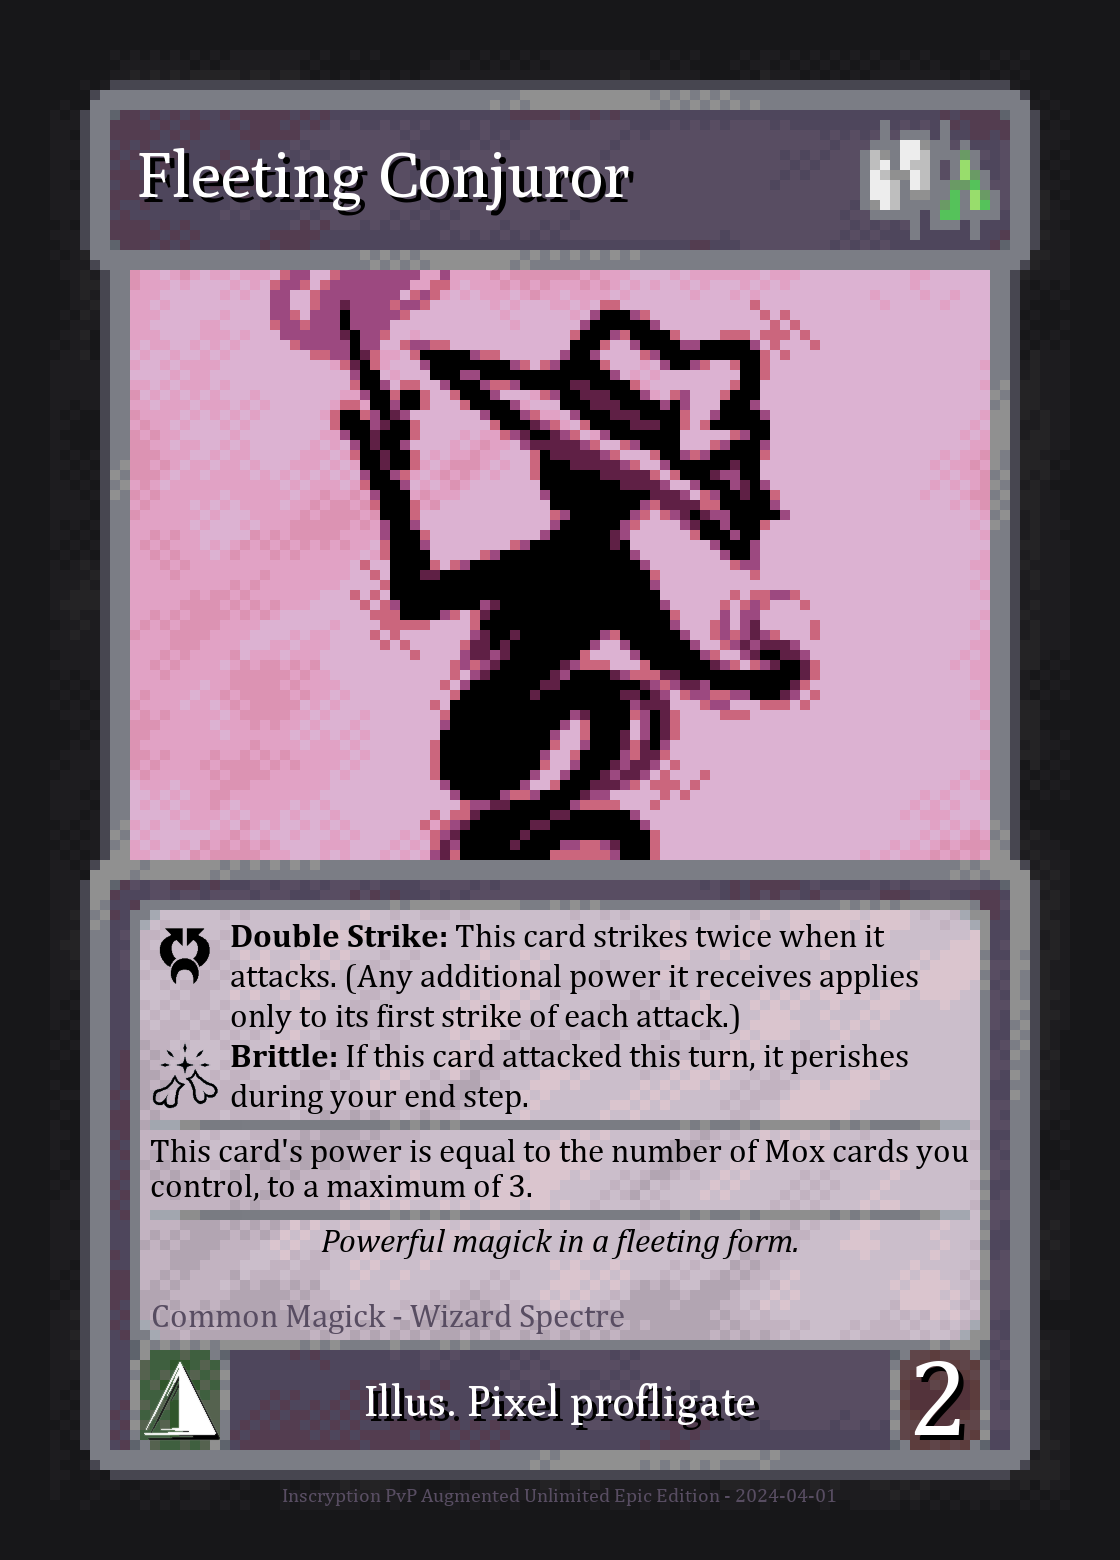 Fleeting Conjuror
Double Strike: This card strikes twice when it
attacks. (Any additional power it receives applies
only to its first strike of each attack.)
Brittle: If this card attacked this turn, it perishes
during your end step.
This card's power is equal to the number of Mox cards you
control, to a maximum of 3.
Powerful magick in a fleeting form.
Common Magick - Wizard Spectre
Illus. Pixel profligate
2
Inscryption PvP Augmented Unlimited Epic Edition - 2024-04-01